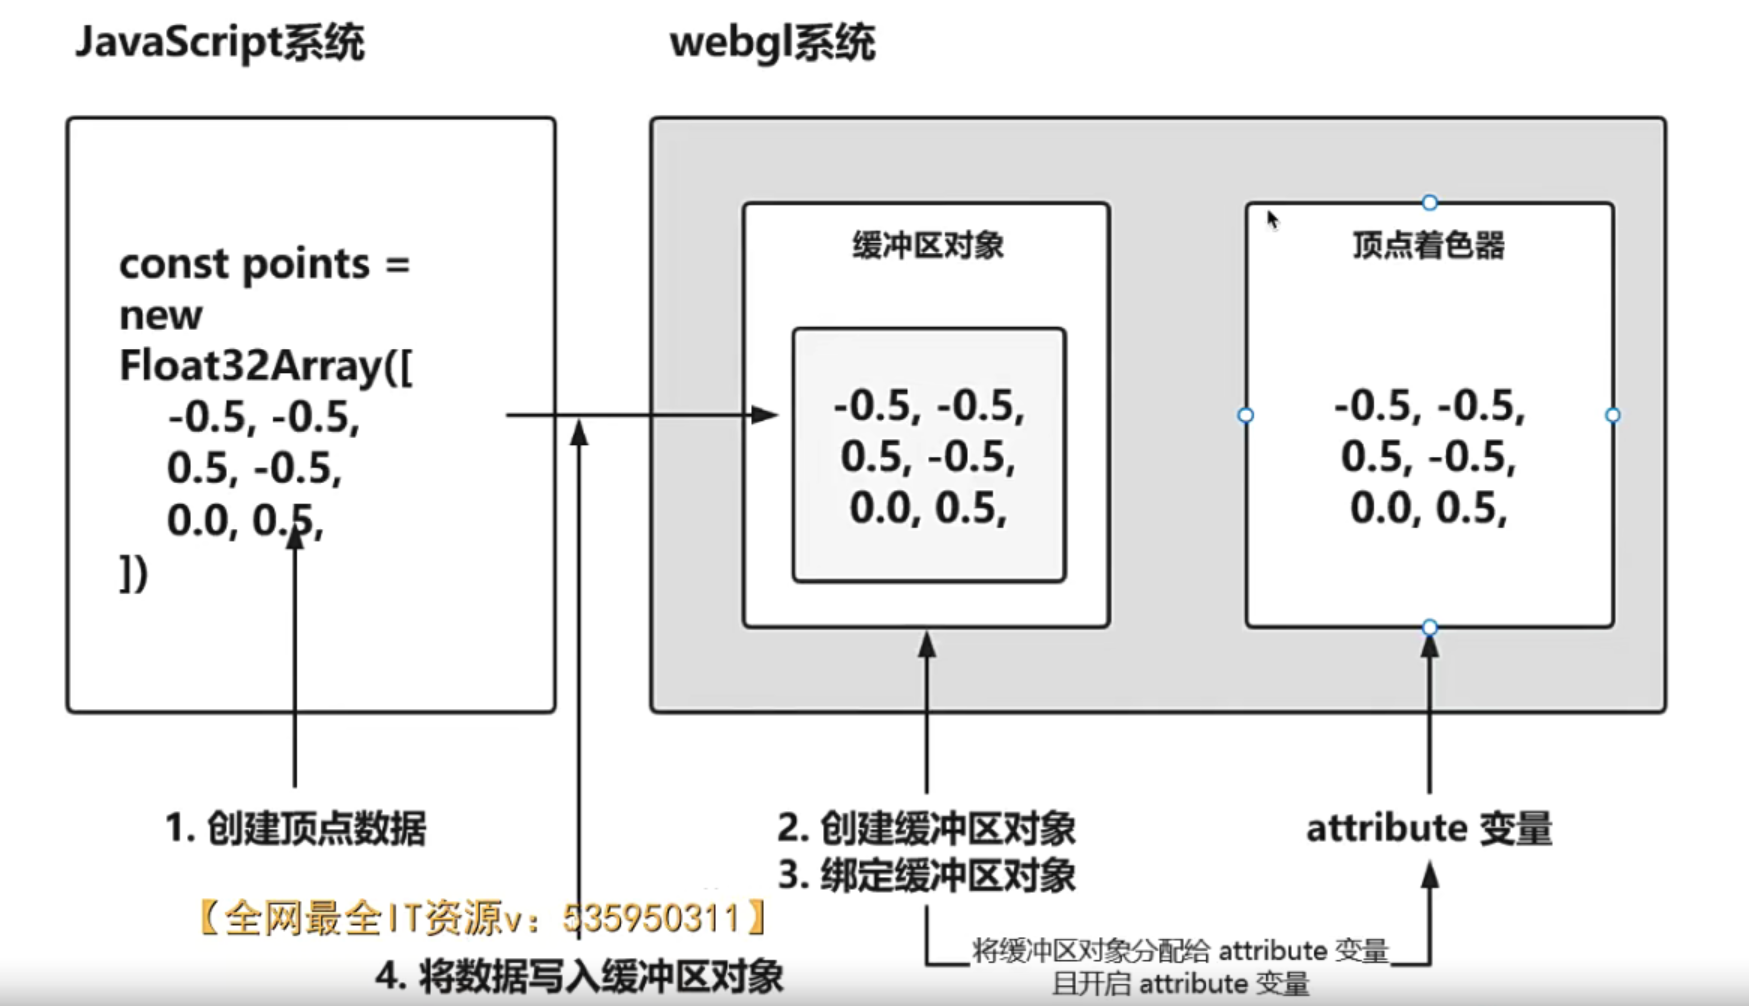 JavaScript系统
webgl系统
const points =
new
Float32Array([
-0.5, -0.5,
0.5, -0.5,
0.0, 0.5,
])
缓冲区对象
-0.5, -0.5,
0.5, -0.5,
0.0, 0.5,
顶点着色器
-0.5, -0.5,
0.5, -0.5,
0.0, 0.5,
1. 创建顶点数据
2. 创建缓冲区对象
3. 绑定缓冲区对象
attribute 变量
【全网最全IT资源v：535950311】
4. 将数据写入缓冲区对象
将缓冲区对象分配给 attribute 变量
且开启 attribute 变量